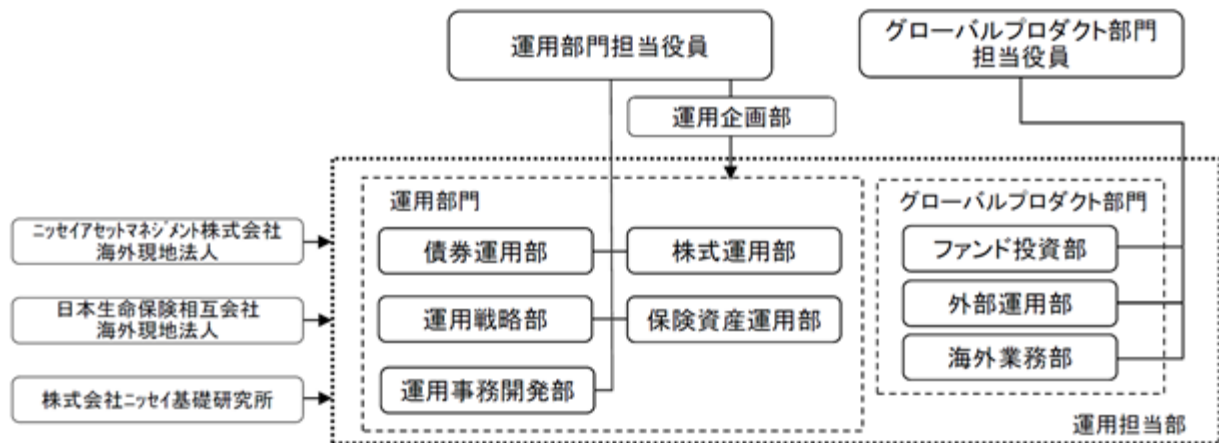 運用部門担当役員
グローバルプロダクト部門
担当役員
運用企画部
運用部門
グローバルプロダクト部門
ニッセイアセットマネジメント株式会社
海外現地法人
債券運用部
株式運用部
ファンド投資部
日本生命保険相互会社
海外現地法人
運用戦略部
保険資産運用部
外部運用部
海外業務部
株式会社ニッセイ基礎研究所
運用事務開発部
運用担当部